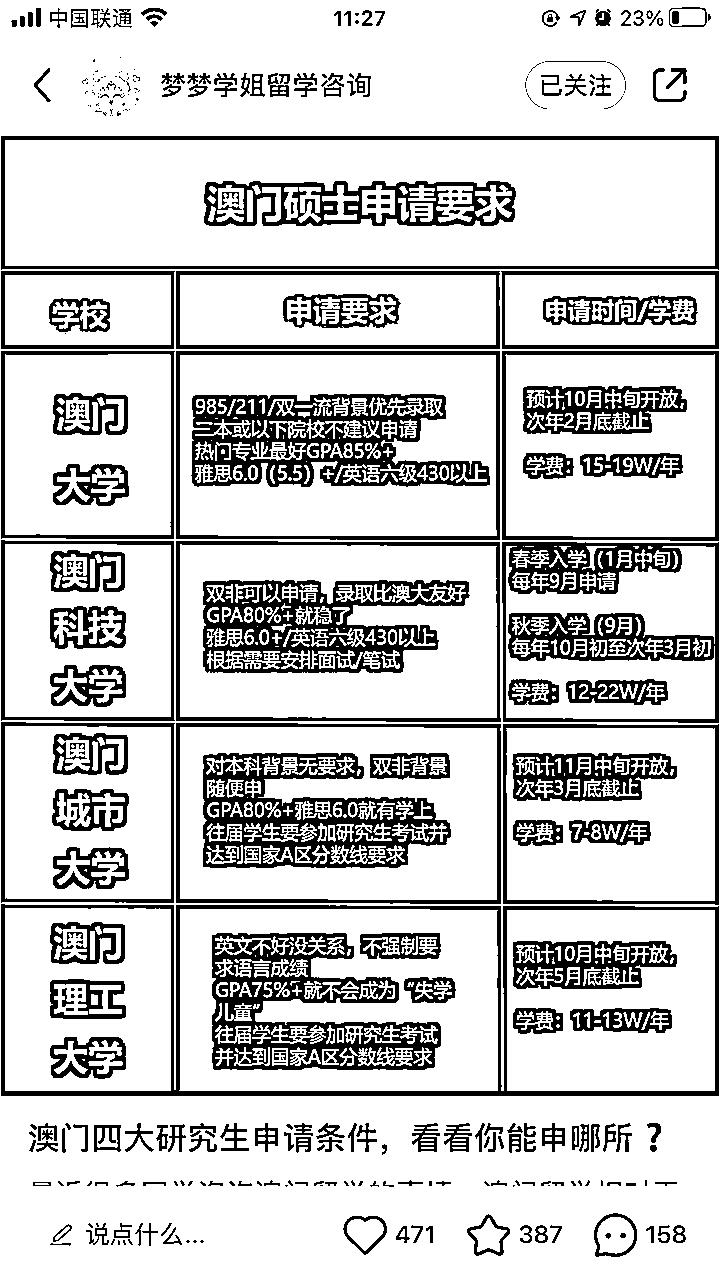 中国联通 11:27 23%
梦梦学姐留学咨询 已关注
澳门硕士申请要求
学校 申请要求 申请时间/学费
澳门
大学
985/211/双一流背景优先录取
二本或以下院校不建议申请
热门专业最好GPA85%+
雅思6.0（5.5）+/英语六级430以上
预计10月中旬开放,
次年2月底截止
学费：15-19W/年
澳门
科技
大学
双非可以申请，录取比澳大友好
GPA80%+就稳了
雅思6.0+/英语六级430以上
根据需要安排面试/笔试
春季入学（1月中旬）
每年9月申请
秋季入学（9月）
每年10月初至次年3月初
学费：12-22W/年
澳门
城市
大学
对本科背景无要求，双非背景
随便申
GPA80%+雅思6.0就有学上
往届学生要参加研究生考试并
达到国家A区分数线要求
预计11月中旬开放,
次年3月底截止
学费：7-8W/年
澳门
理工
大学
英文不好没关系，不强制要
求语言成绩
GPA75%+就不会成为“失学
儿童”
往届学生要参加研究生考试
并达到国家A区分数线要求
预计10月中旬开放,
次年5月底截止
学费：11-13W/年
澳门四大研究生申请条件，看看你能申哪所？
说点什么... 471 387 158